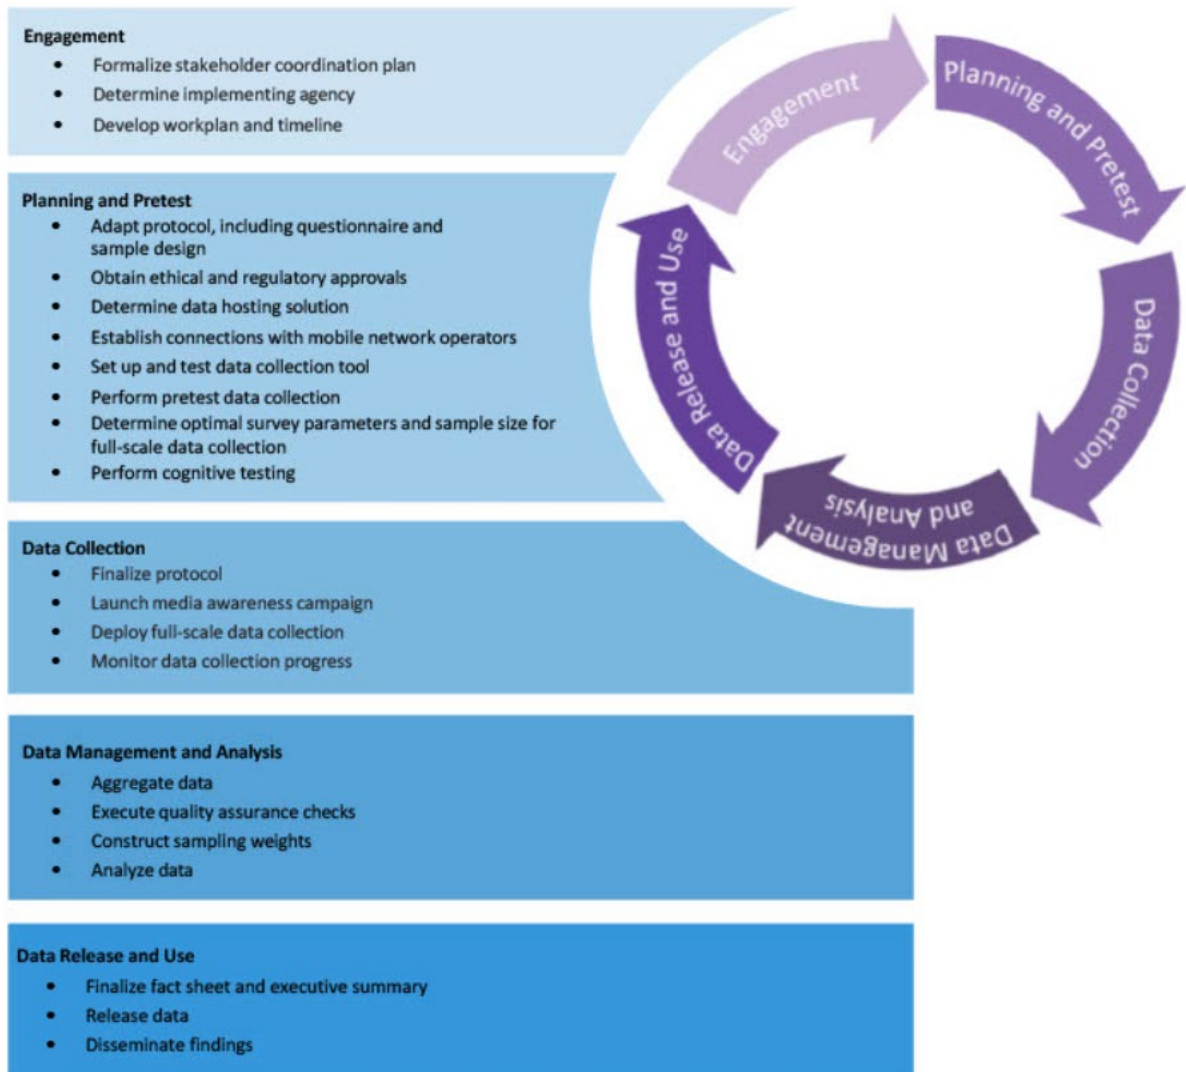 Engagement
• Formalize stakeholder coordination plan
• Determine implementing agency
• Develop workplan and timeline
Planning and Pretest
• Adapt protocol, including questionnaire and
sample design
• Obtain ethical and regulatory approvals
• Determine data hosting solution
• Establish connections with mobile network operators
• Set up and test data collection tool
• Perform pretest data collection
• Determine optimal survey parameters and sample size for
full-scale data collection
• Perform cognitive testing
Data Collection
• Finalize protocol
• Launch media awareness campaign
• Deploy full-scale data collection
• Monitor data collection progress
Data Management and Analysis
• Aggregate data
• Execute quality assurance checks
• Construct sampling weights
• Analyze data
Data Release and Use
• Finalize fact sheet and executive summary
• Release data
• Disseminate findings
Engagement
Planning and Pretest
Data Collection
Data Management
and Analysis
Data Release and Use